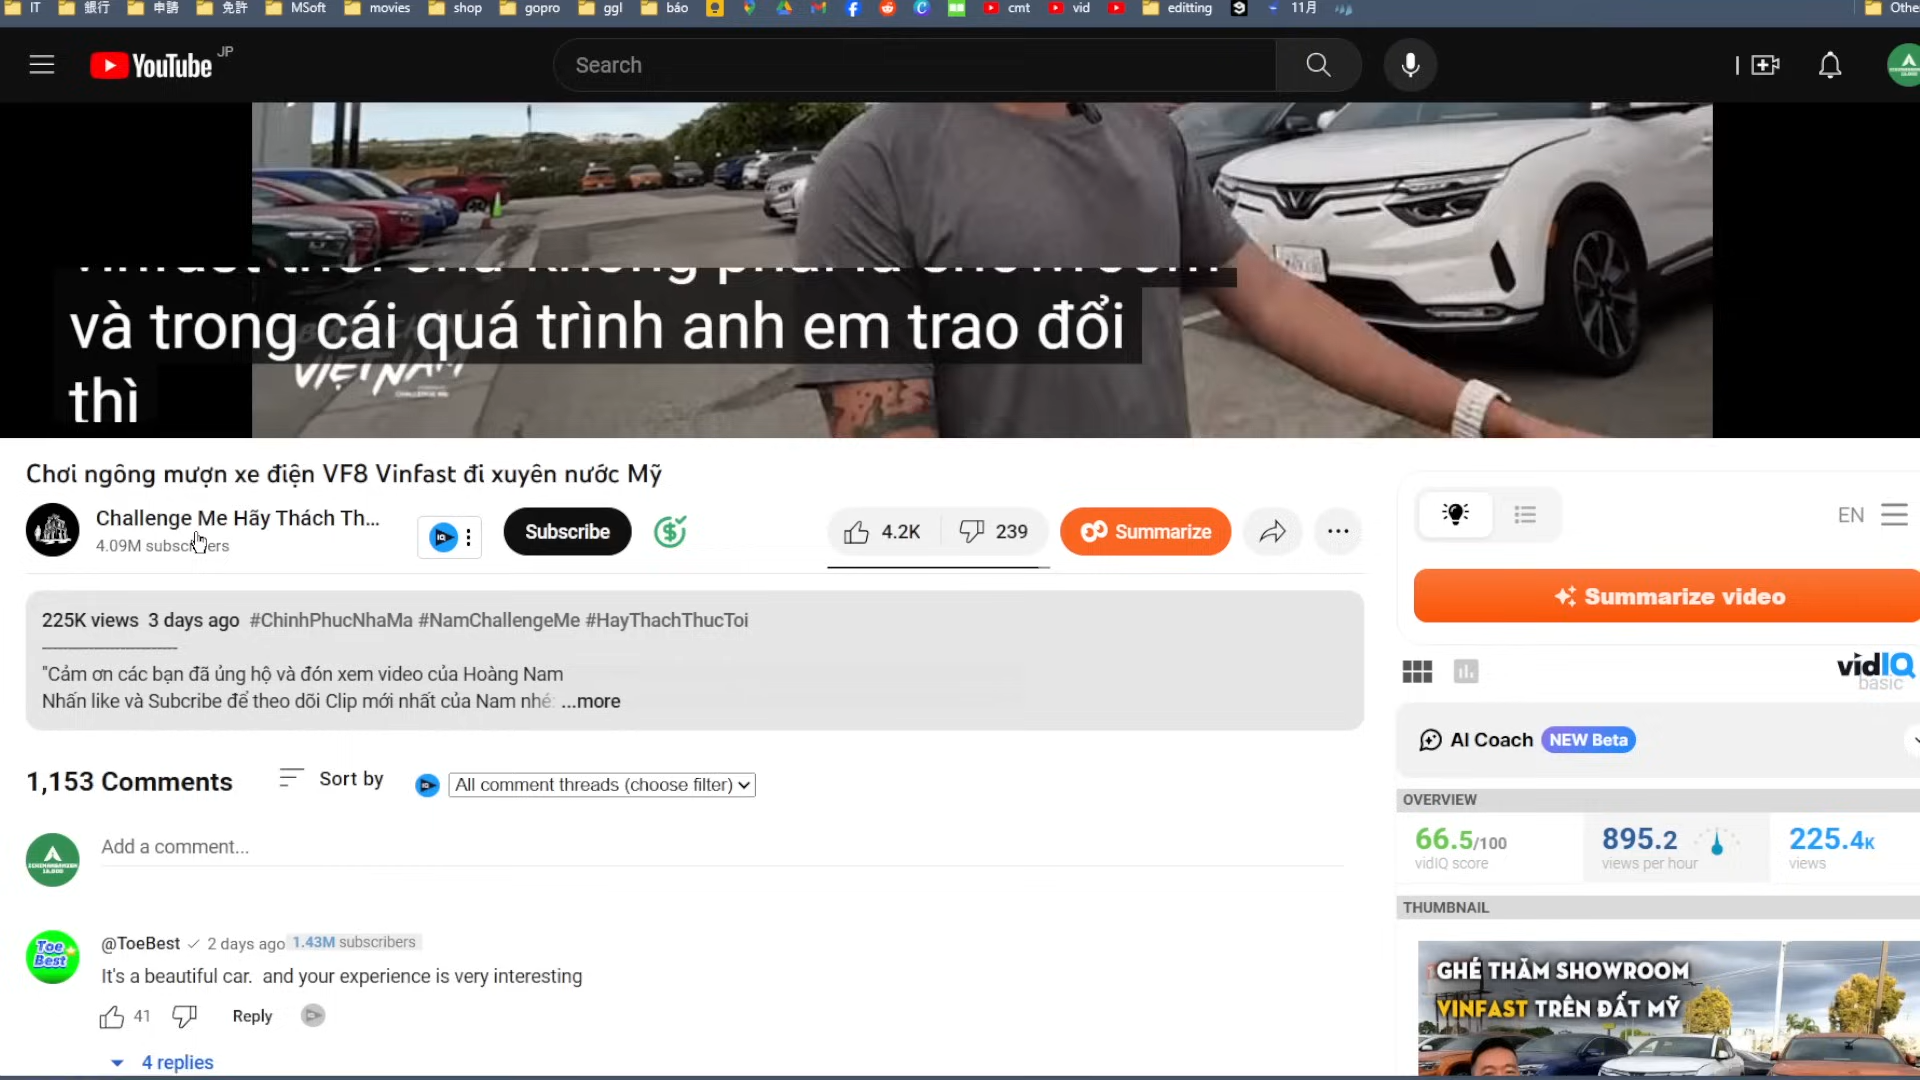 IT 銀行 申請 免許 MSoft movies shop gopro ggl báo cmt vid editting 11月 Othe
YouTube JP
Search
và trong cái quá trình anh em trao đổi
thì
VIỆT NAM
CHALLENGE ME
Chơi ngông mượn xe điện VF8 Vinfast đi xuyên nước Mỹ
Challenge Me Hãy Thách Th...
4.09M subscribers
Subscribe
4.2K
239
Summarize
225K views 3 days ago #ChinhPhucNhaMa #NamChallengeMe #HayThachThucToi
"Cảm ơn các bạn đã ủng hộ và đón xem video của Hoàng Nam
Nhấn like và Subcribe để theo dõi Clip mới nhất của Nam nhé: ...more
1,153 Comments
Sort by
All comment threads (choose filter)
Add a comment...
@ToeBest 2 days ago 1.43M subscribers
Toe Best
It's a beautiful car. and your experience is very interesting
41
Reply
4 replies
EN
Summarize video
vidIQ
basic
AI Coach NEW Beta
OVERVIEW
66.5/100
vidIQ score
895.2
views per hour
225.4K
views
THUMBNAIL
GHÉ THĂM SHOWROOM
VINFAST TRÊN ĐẤT MỸ